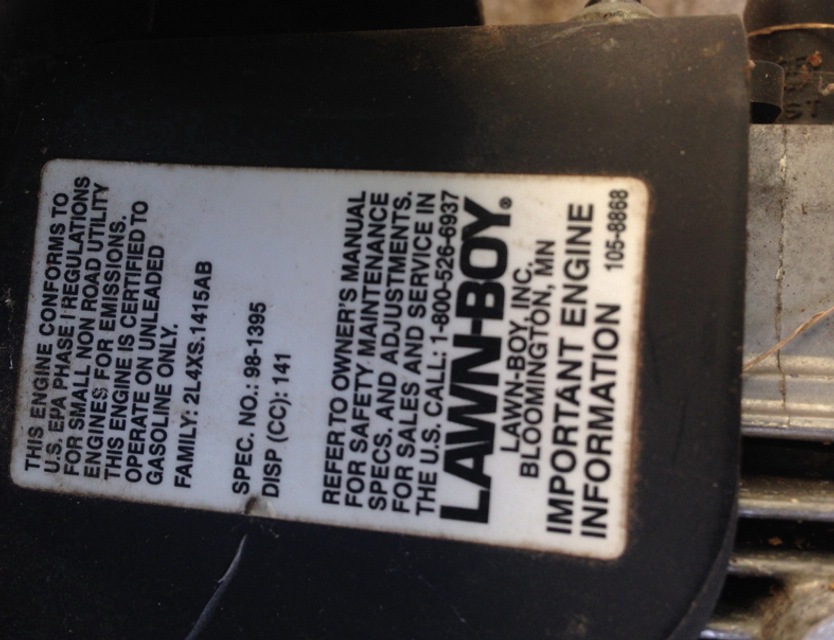 IMPORTANT ENGINE
INFORMATION 105-8868
LAWN-BOY, INC.
BLOOMINGTON, MN
LAWN-BOY®
REFER TO OWNER'S MANUAL
FOR SAFETY MAINTENANCE
SPECS. AND ADJUSTMENTS.
FOR SALES AND SERVICE IN
THE U.S. CALL: 1-800-526-6937
SPEC. NO.: 98-1395
DISP (CC): 141
THIS ENGINE CONFORMS TO
U.S. EPA PHASE I REGULATIONS
FOR SMALL NON ROAD UTILITY
ENGINES FOR EMISSIONS.
THIS ENGINE IS CERTIFIED TO
OPERATE ON UNLEADED
GASOLINE ONLY.
FAMILY: 2L4XS.1415AB